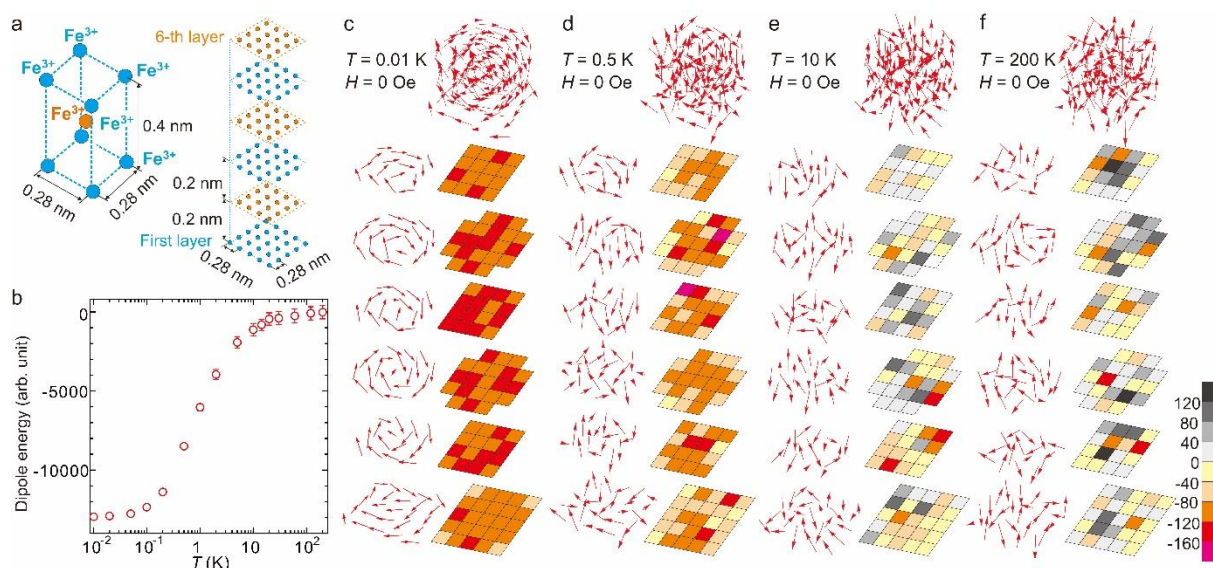 a
Fe3+
Fe3+
Fe3+
Fe3+
Fe3+
Fe3+
0.4 nm
0.28 nm
0.28 nm
6-th layer
0.2 nm
0.2 nm
First layer
0.28 nm
0.28 nm
b
Dipole energy (arb. unit)
0
-5000
-10000
10-2
10-1
1
10
102
T (K)
c
T = 0.01 K
H = 0 Oe
d
T = 0.5 K
H = 0 Oe
e
T = 10 K
H = 0 Oe
f
T = 200 K
H = 0 Oe
120
80
40
0
-40
-80
-120
-160